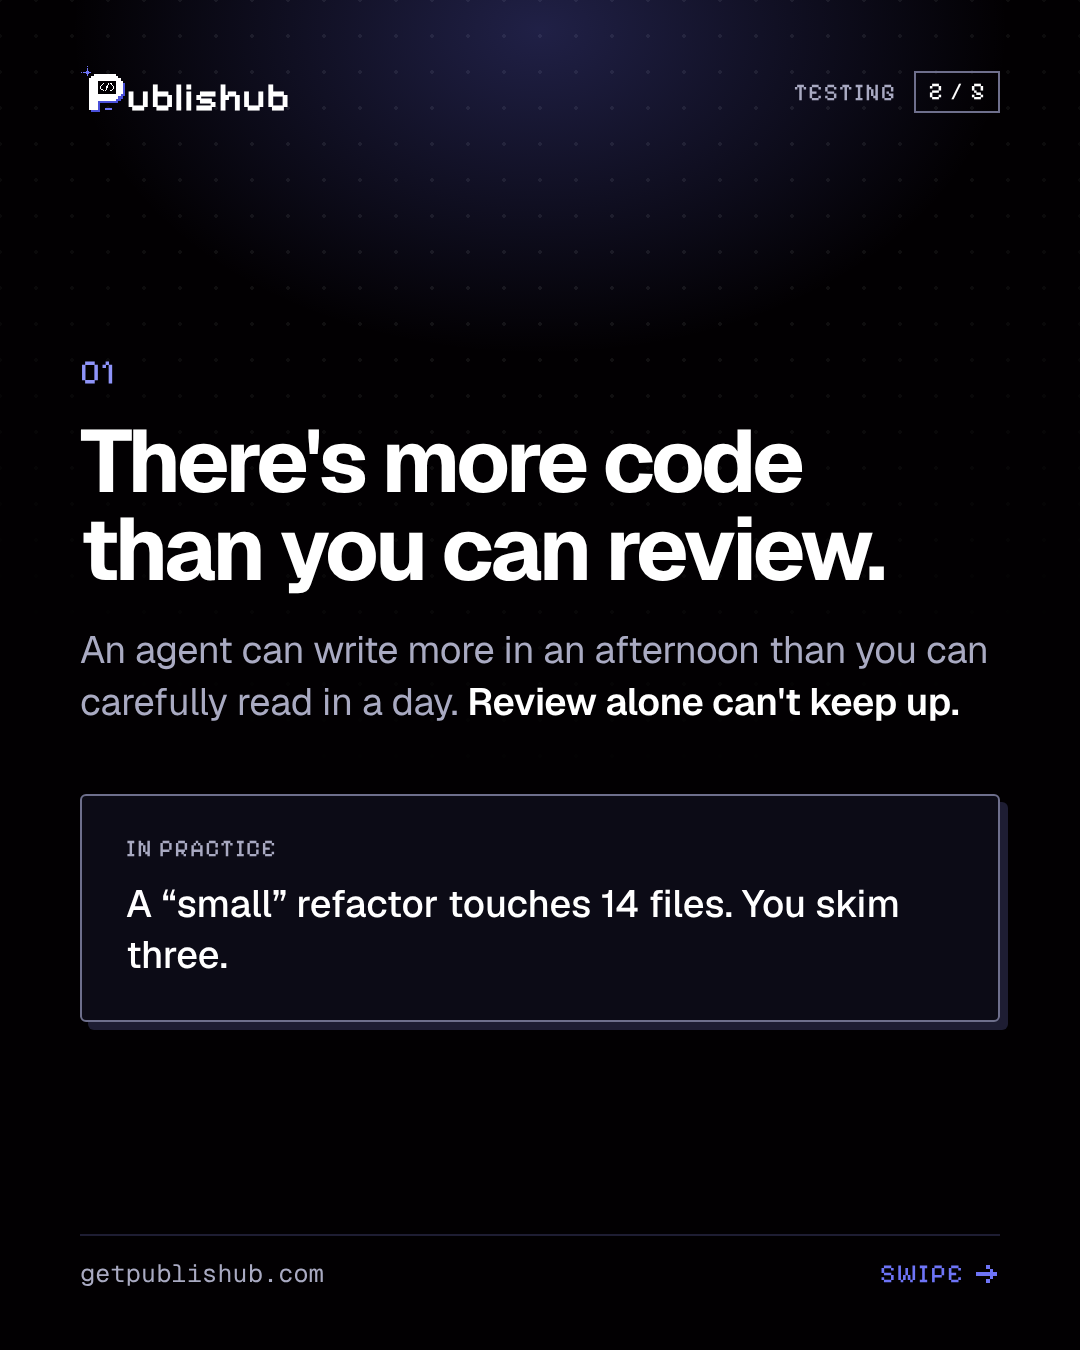 Publishub
TESTING
2 /
01
There's more code
than you can review.
An agent can write more in an afternoon than you can
carefully read in a day. Review alone can't keep up.
IN PRACTICE
A “small” refactor touches 14 files. You skim
three.
getpublishub.com
SWIPE →